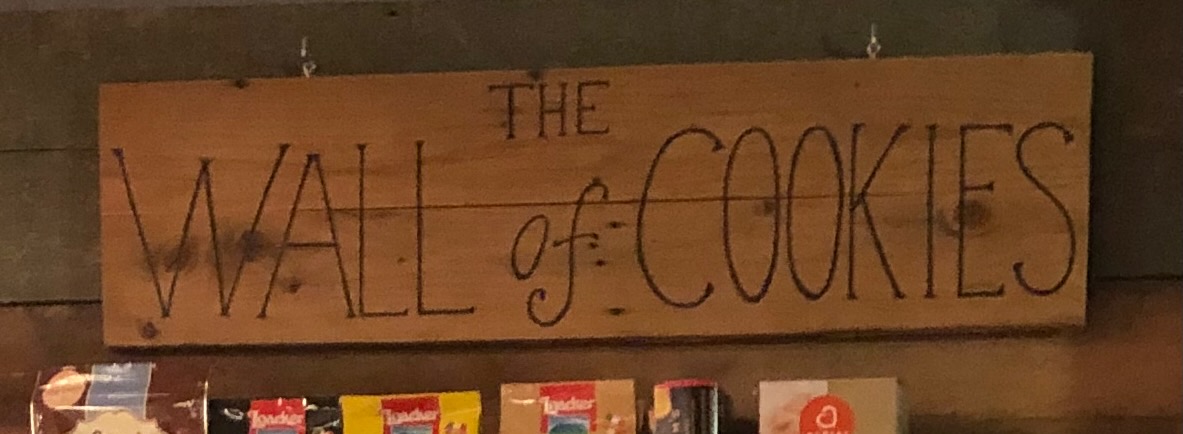 THE
WALL of COOKIES
Loacker
Loacker
Loacker